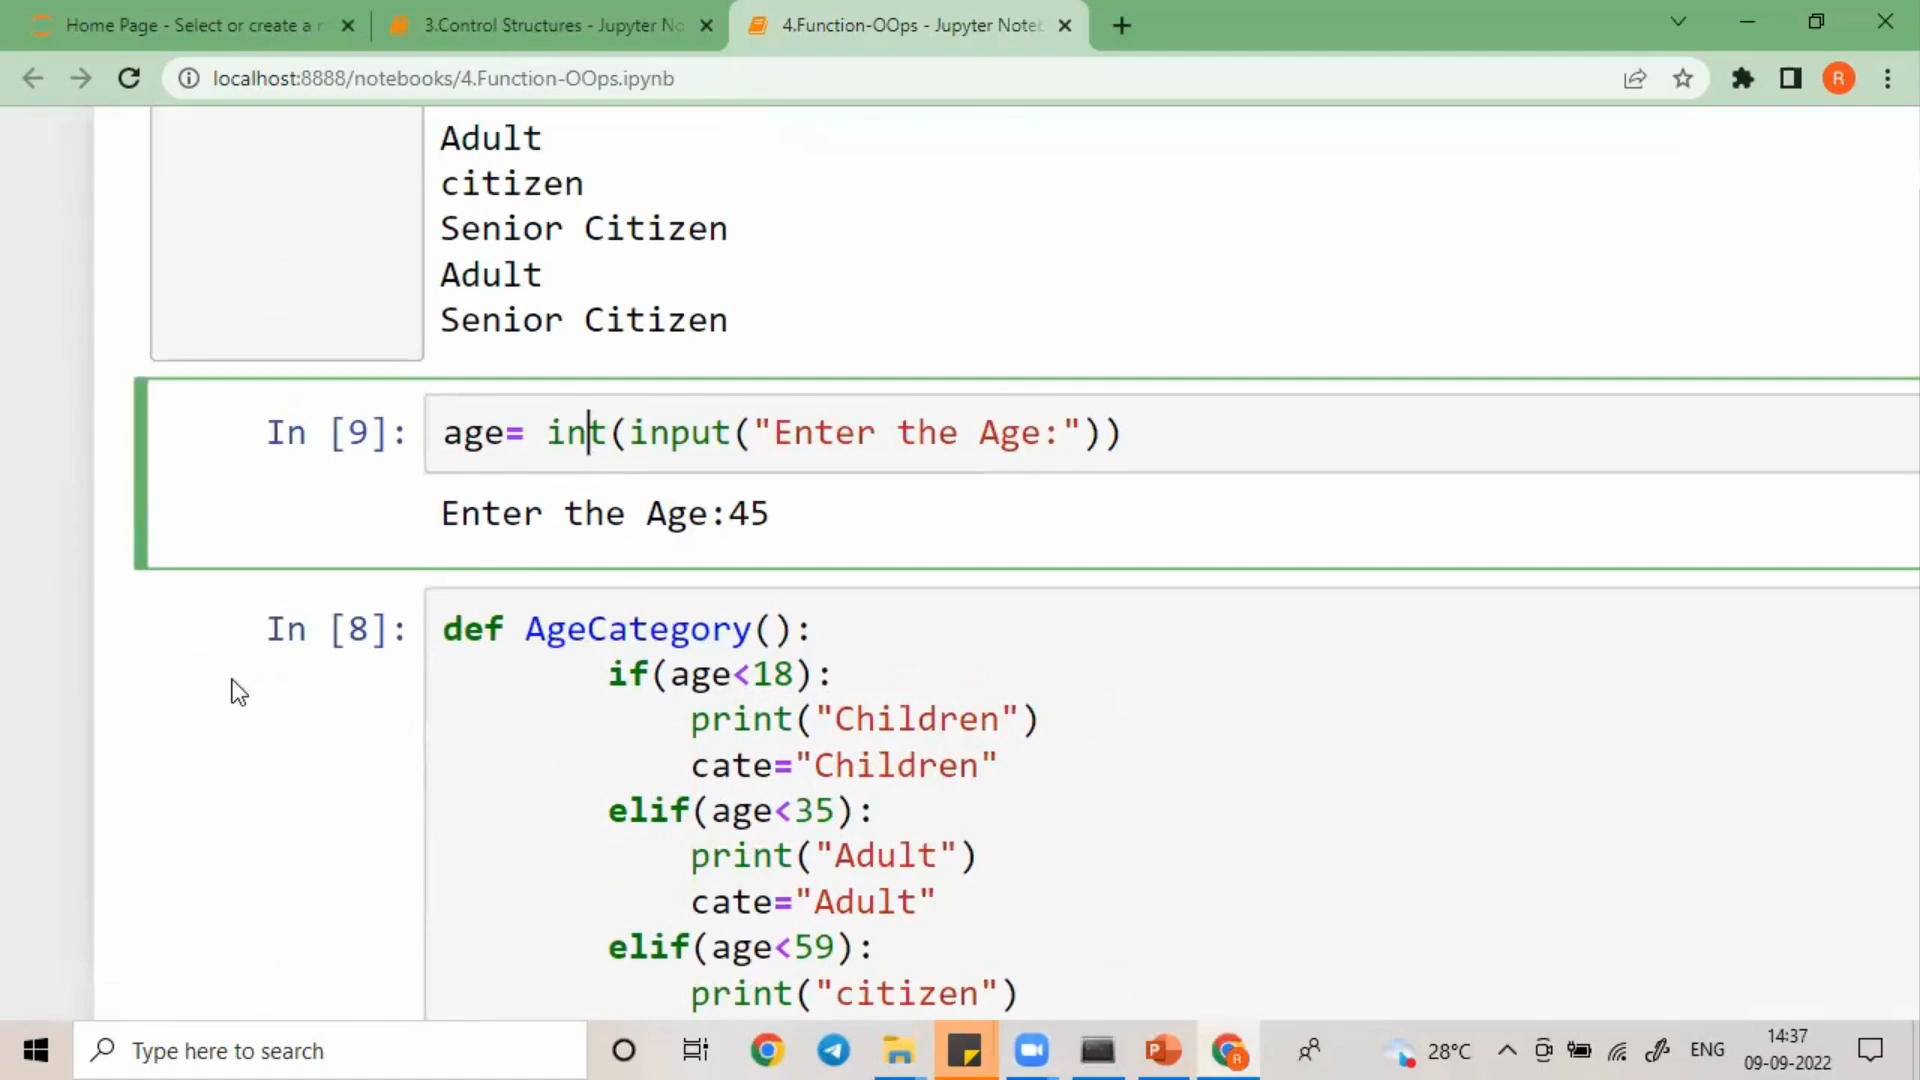 Home Page - Select or create a n
3.Control Structures - Jupyter No
4.Function-OOps - Jupyter Noteb
localhost:8888/notebooks/4.Function-OOps.ipynb
R
Adult
citizen
Senior Citizen
Adult
Senior Citizen
In [9]: age= int(input("Enter the Age:"))
Enter the Age:45
In [8]: def AgeCategory():
if(age<18):
print("Children")
cate="Children"
elif(age<35):
print("Adult")
cate="Adult"
elif(age<59):
print("citizen")
Type here to search
28°C
ENG
14:37
09-09-2022